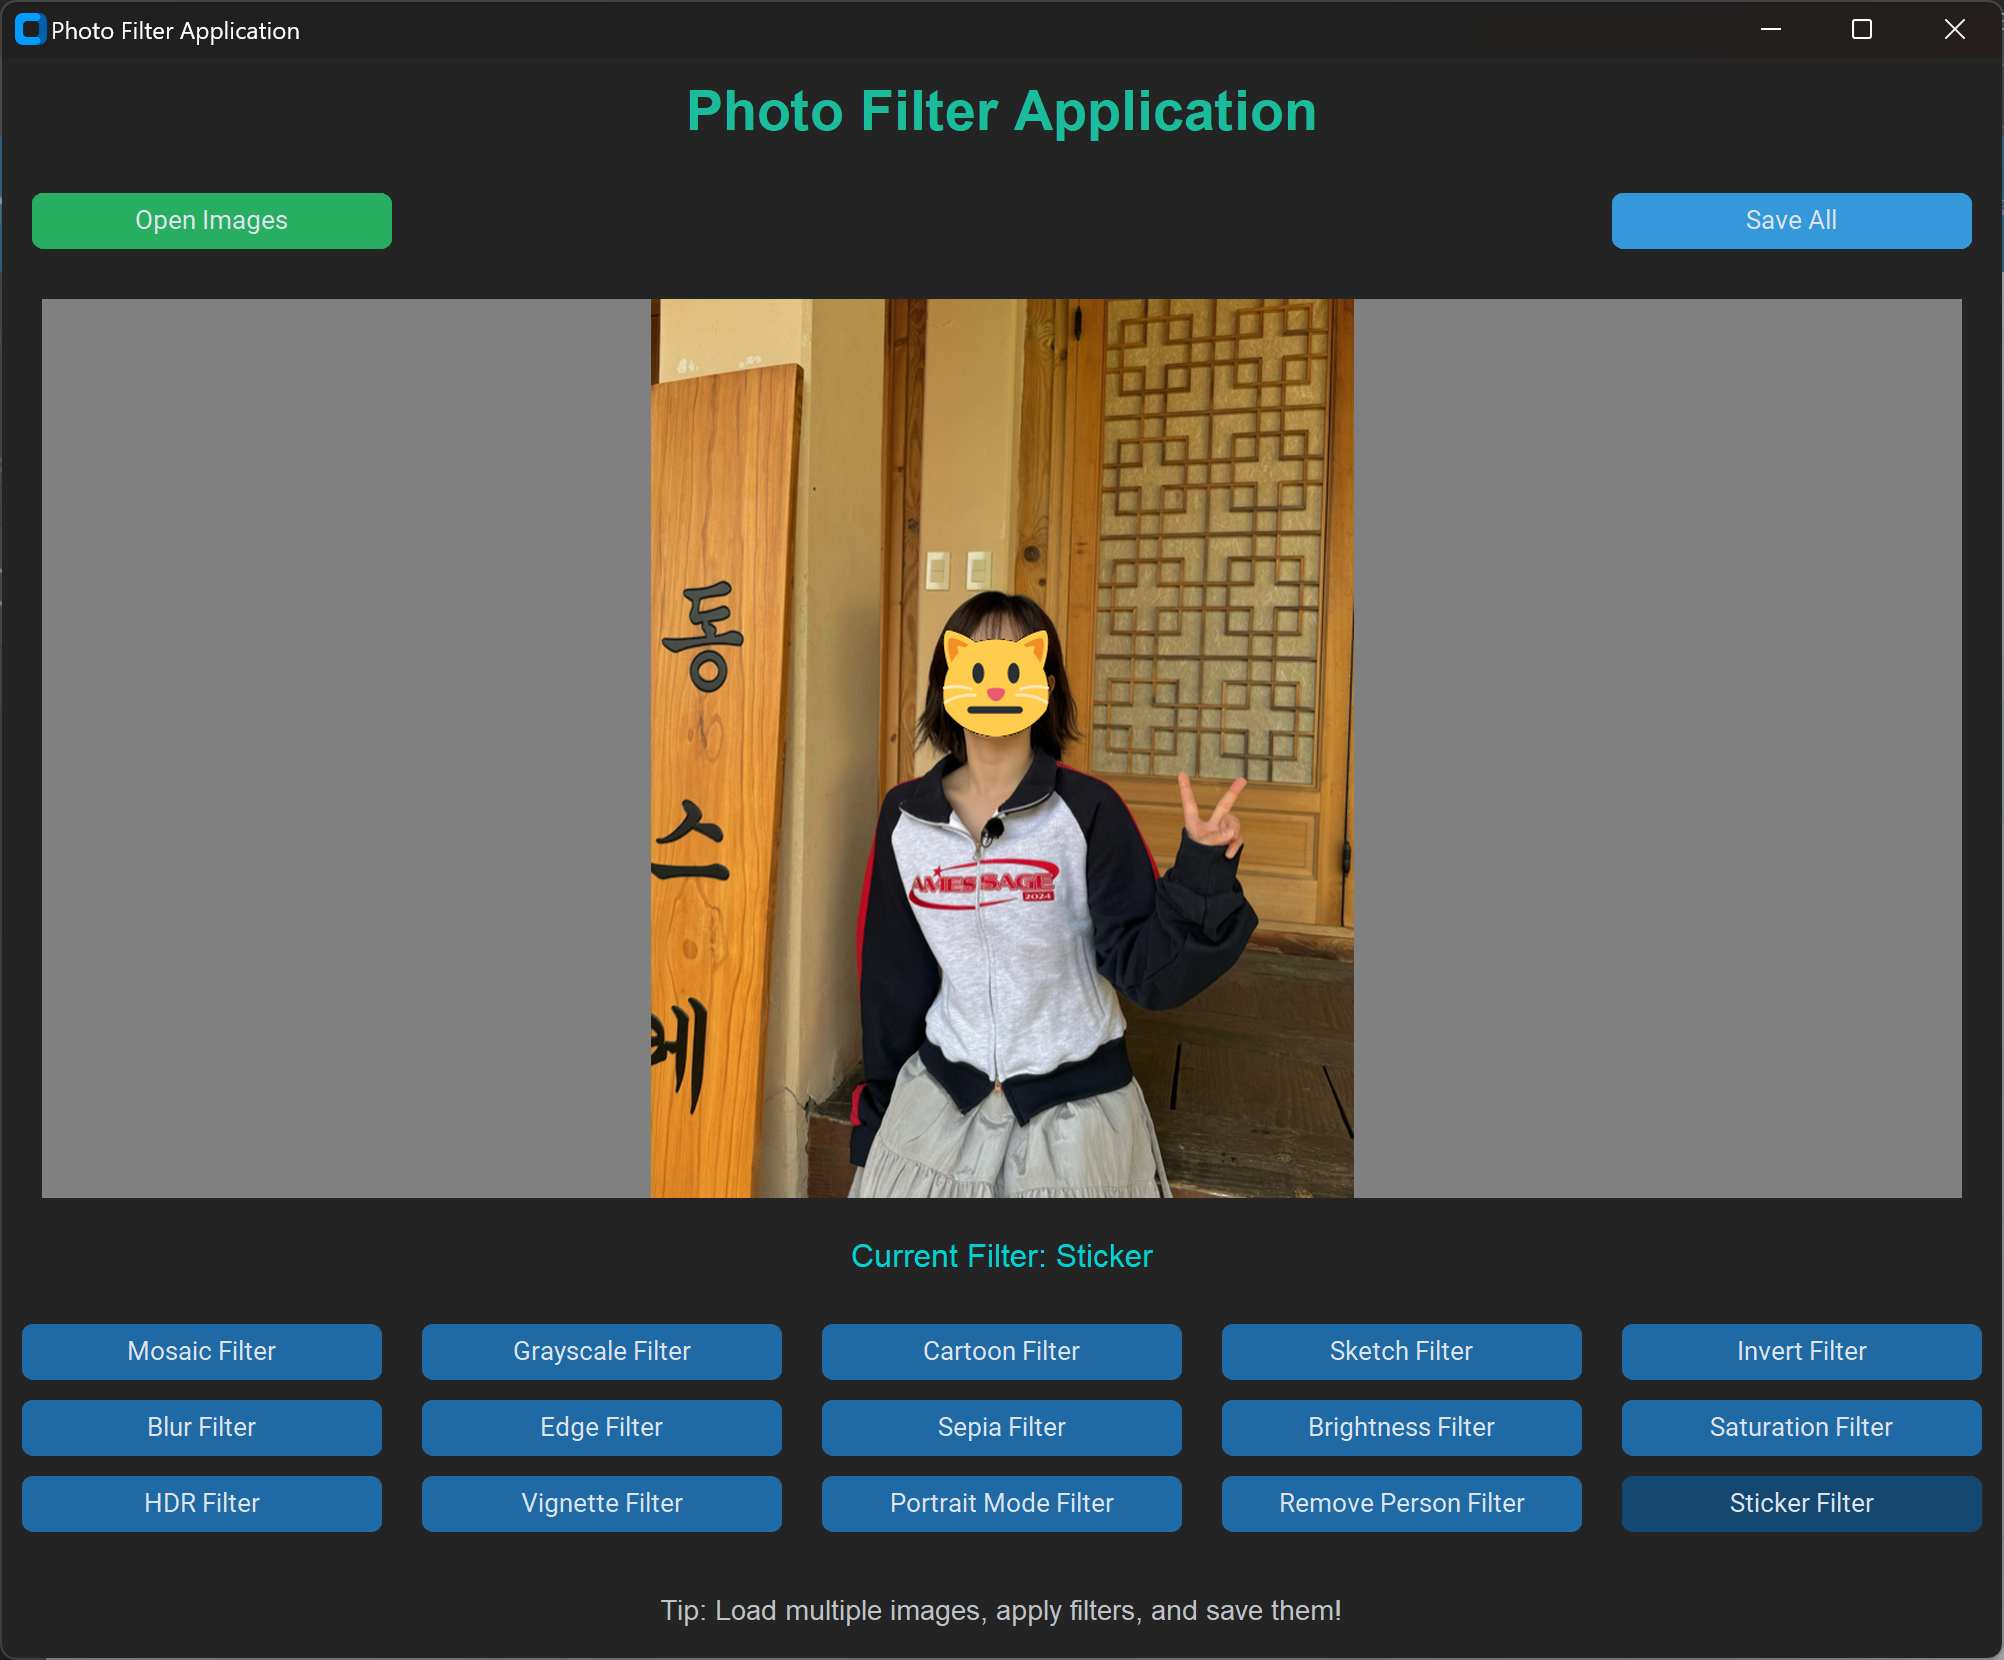 Photo Filter Application
Photo Filter Application
Open Images
Save All
동
스
예
AMESSAGE
2024
Current Filter: Sticker
Mosaic Filter
Grayscale Filter
Cartoon Filter
Sketch Filter
Invert Filter
Blur Filter
Edge Filter
Sepia Filter
Brightness Filter
Saturation Filter
HDR Filter
Vignette Filter
Portrait Mode Filter
Remove Person Filter
Sticker Filter
Tip: Load multiple images, apply filters, and save them!